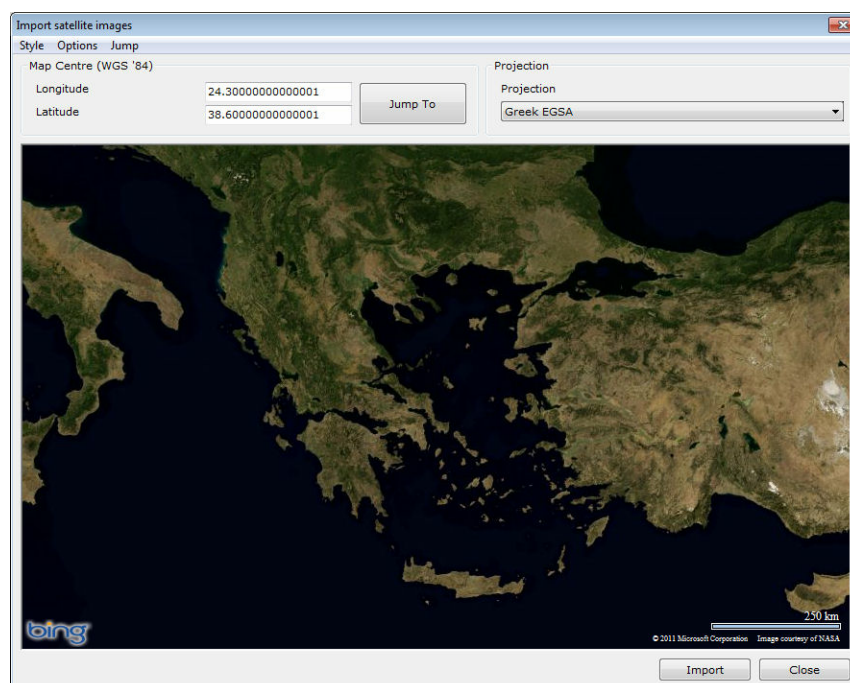 Import satellite images
Style Options Jump
Map Centre (WGS '84)
Longitude 24.30000000000001
Latitude 38.60000000000001
Jump To
Projection
Projection
Greek EGSA
bing
250 km
© 2011 Microsoft Corporation Image courtesy of NASA
Import Close